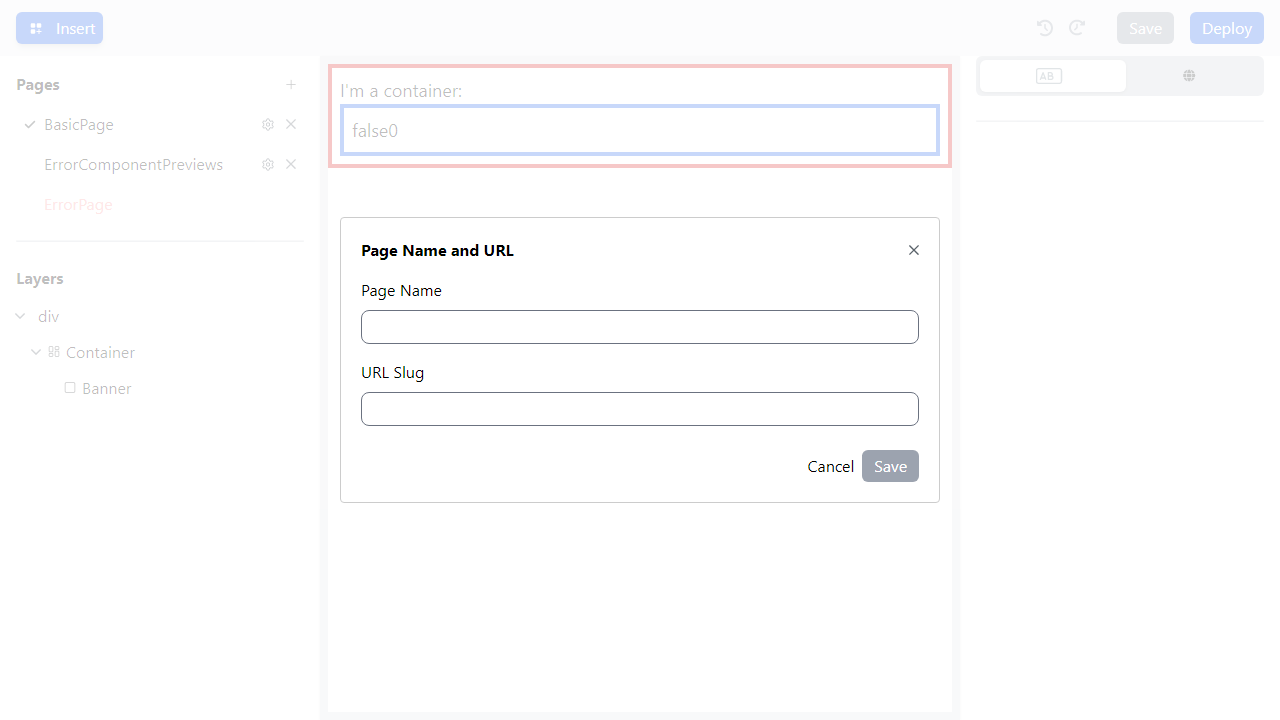 Insert
Save
Deploy
Pages
BasicPage
ErrorComponentPreviews
ErrorPage
Layers
div
Container
Banner
I'm a container:
false0
Page Name and URL
Page Name
URL Slug
Cancel
Save
AB